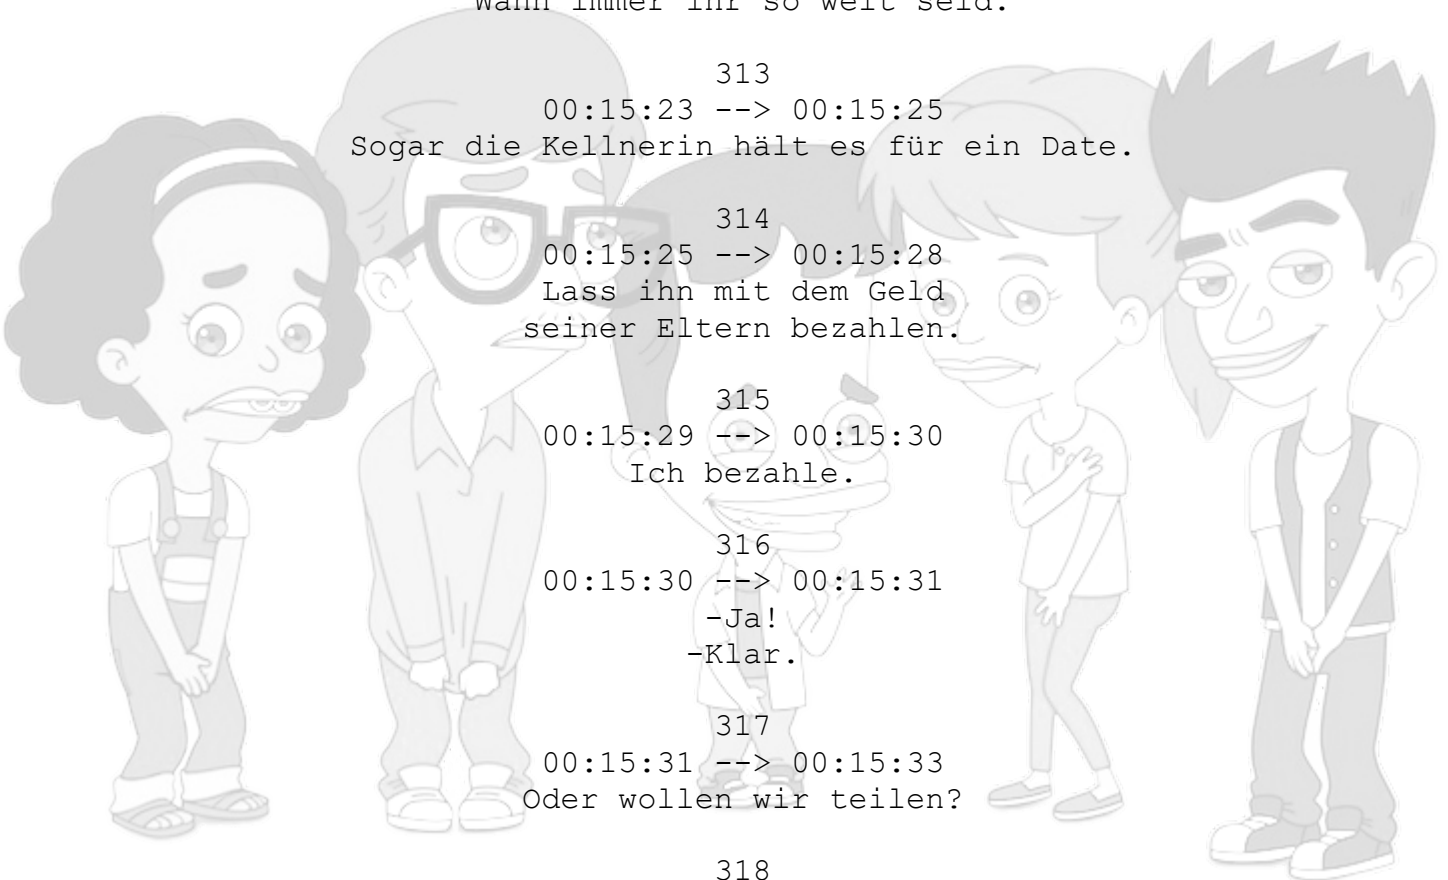 Wann immer ihr so weit seid.
313
00:15:23 --> 00:15:25
Sogar die Kellnerin hält es für ein Date.
314
00:15:25 --> 00:15:28
Lass ihn mit dem Geld
seiner Eltern bezahlen.
315
00:15:29 --> 00:15:30
Ich bezahle.
316
00:15:30 --> 00:15:31
-Ja!
-Klar.
317
00:15:31 --> 00:15:33
Oder wollen wir teilen?
318